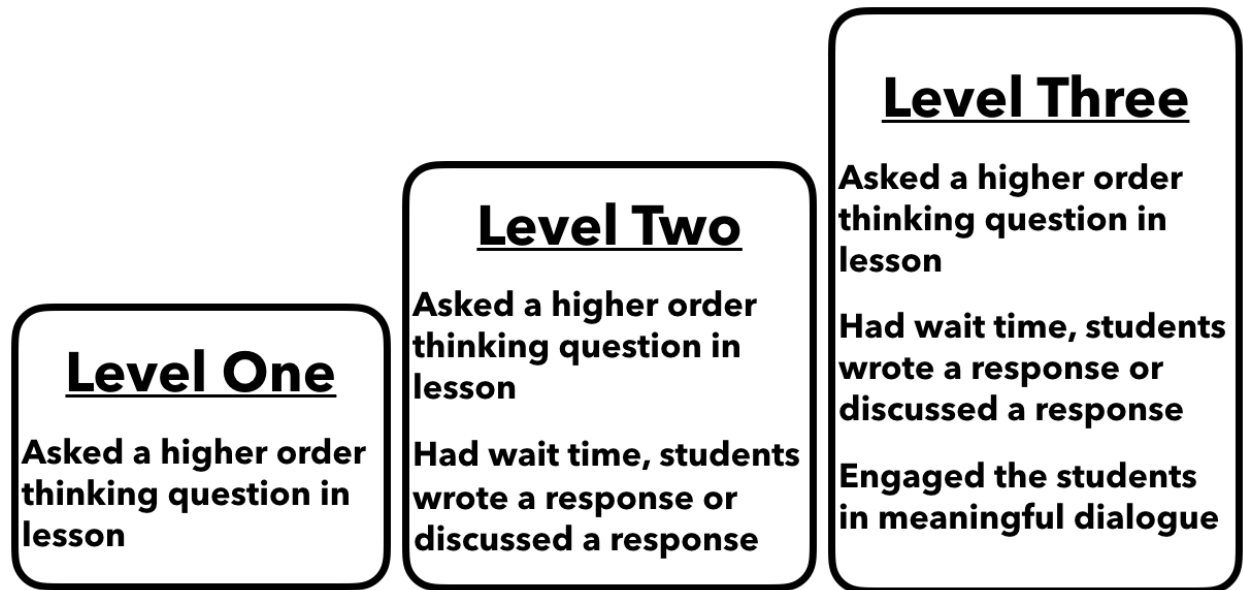 Level One
Asked a higher order
thinking question in
lesson
Level Two
Asked a higher order
thinking question in
lesson
Had wait time, students
wrote a response or
discussed a response
Level Three
Asked a higher order
thinking question in
lesson
Had wait time, students
wrote a response or
discussed a response
Engaged the students
in meaningful dialogue